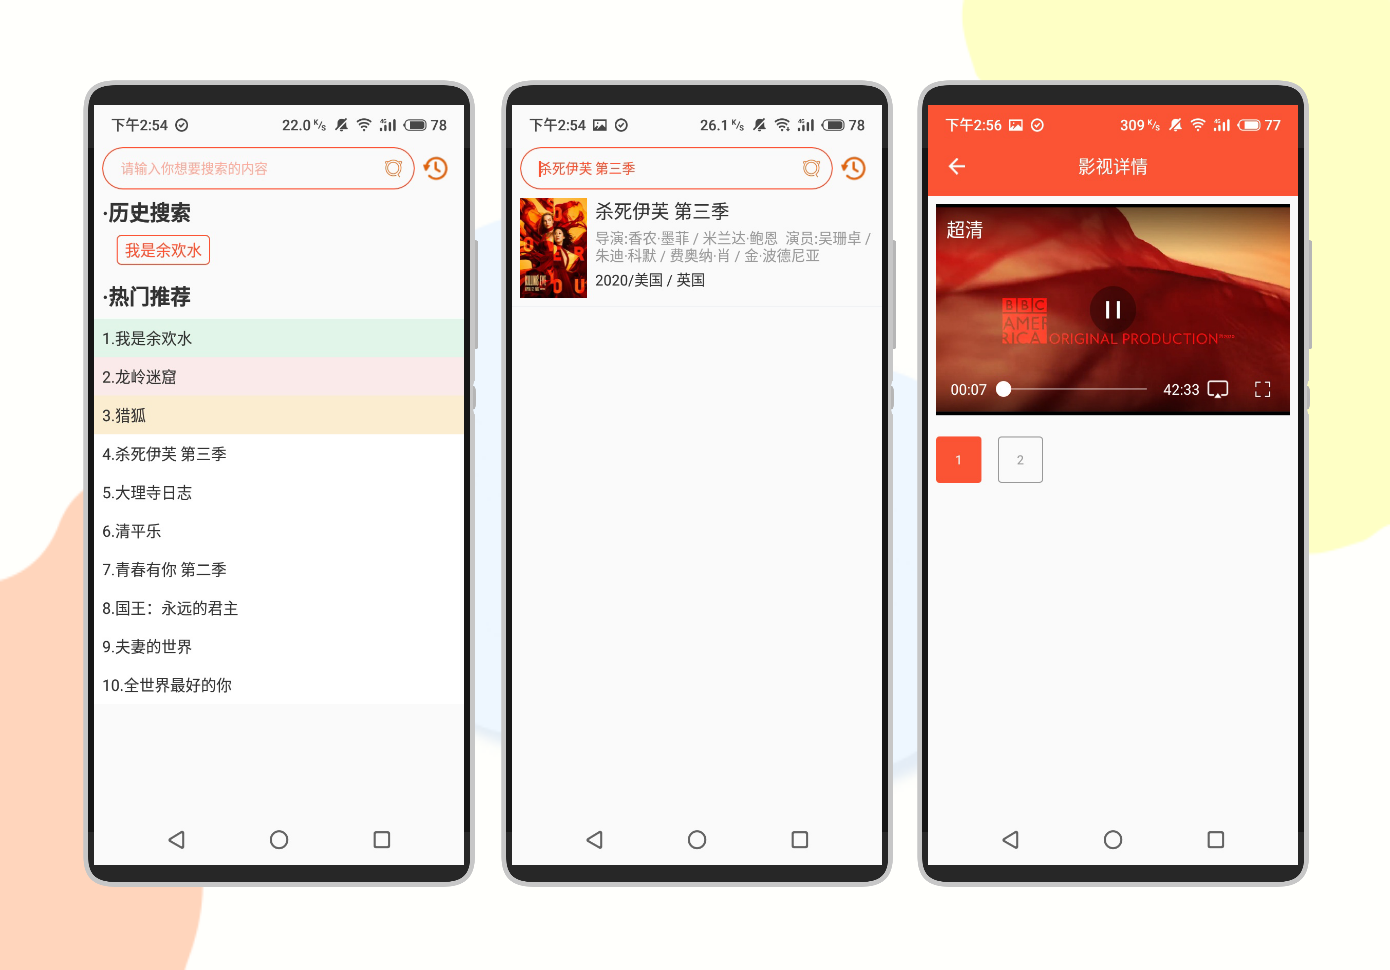 下午2:54
22.0 K/s
78
请输入你想要搜索的内容
·历史搜索
我是余欢水
·热门推荐
1.我是余欢水
2.龙岭迷窟
3.猎狐
4.杀死伊芙 第三季
5.大理寺日志
6.清平乐
7.青春有你 第二季
8.国王：永远的君主
9.夫妻的世界
10.全世界最好的你
下午2:54
26.1 K/s
78
杀死伊芙 第三季
杀死伊芙 第三季
导演:香农·墨菲 / 米兰达·鲍恩 演员:吴珊卓 /
朱迪·科默 / 费奥纳·肖 / 金·波德尼亚
2020/美国 / 英国
KILLING EVE
下午2:56
309 K/s
77
影视详情
超清
BBC
AMERICA
ORIGINAL PRODUCTION
00:07
42:33
1
2